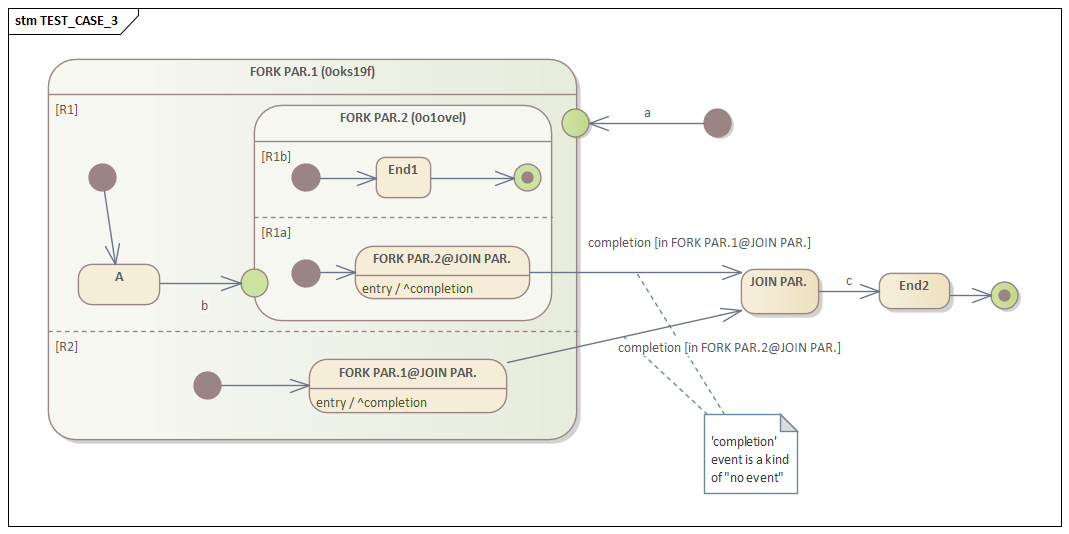 stm TEST_CASE_3
FORK PAR.1 (0oks19f)
[R1]
FORK PAR.2 (0o1ovel)
a
[R1b]
End1
[R1a]
completion [in FORK PAR.1@JOIN PAR.]
FORK PAR.2@JOIN PAR.
entry / ^completion
A
b
JOIN PAR.
c
End2
[R2]
completion [in FORK PAR.2@JOIN PAR.]
FORK PAR.1@JOIN PAR.
entry / ^completion
'completion'
event is a kind
of "no event"